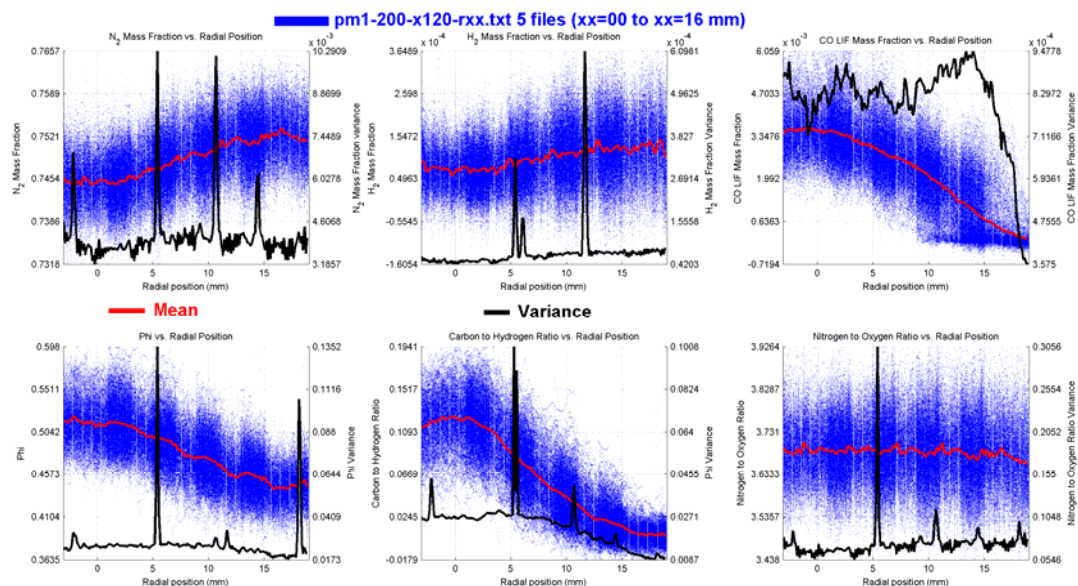 pm1-200-x120-rxx.txt 5 files (xx=00 to xx=16 mm)
N2 Mass Fraction vs. Radial Position
x 10^-3
0.7657
0.7589
0.7521
0.7454
0.7386
0.7318
10.2909
8.8699
7.4489
6.0278
4.6068
3.1857
0 5 10 15
N2 Mass Fraction
N2 Mass Fraction variance
Radial position (mm)
x 10^-4
H2 Mass Fraction vs. Radial Position
x 10^-4
3.6489
2.598
1.5472
0.4963
-0.5545
-1.6054
6.0981
4.9625
3.827
2.6914
1.5558
0.4203
0 5 10 15
H2 Mass Fraction
H2 Mass Fraction Variance
Radial position (mm)
x 10^-3
CO LIF Mass Fraction vs. Radial Position
x 10^-4
6.059
4.7033
3.3476
1.992
0.6363
-0.7194
9.4778
8.2972
7.1166
5.9361
4.7555
3.575
0 5 10 15
CO LIF Mass Fraction
CO LIF Mass Fraction Variance
Radial position (mm)
Mean
Variance
Phi vs. Radial Position
0.598
0.5511
0.5042
0.4573
0.4104
0.3635
0.1352
0.1116
0.088
0.0644
0.0409
0.0173
0 5 10 15
Phi
Phi Variance
Radial position (mm)
Carbon to Hydrogen Ratio vs. Radial Position
0.1941
0.1517
0.1093
0.0669
0.0245
-0.0179
0.1008
0.0824
0.064
0.0455
0.0271
0.0087
0 5 10 15
Carbon to Hydrogen Ratio
Phi Variance
Radial position (mm)
Nitrogen to Oxygen Ratio vs. Radial Position
3.9264
3.8287
3.731
3.6333
3.5357
3.438
0.3056
0.2554
0.2052
0.155
0.1048
0.0546
0 5 10 15
Nitrogen to Oxygen Ratio
Nitrogen to Oxygen Ratio Variance
Radial position (mm)